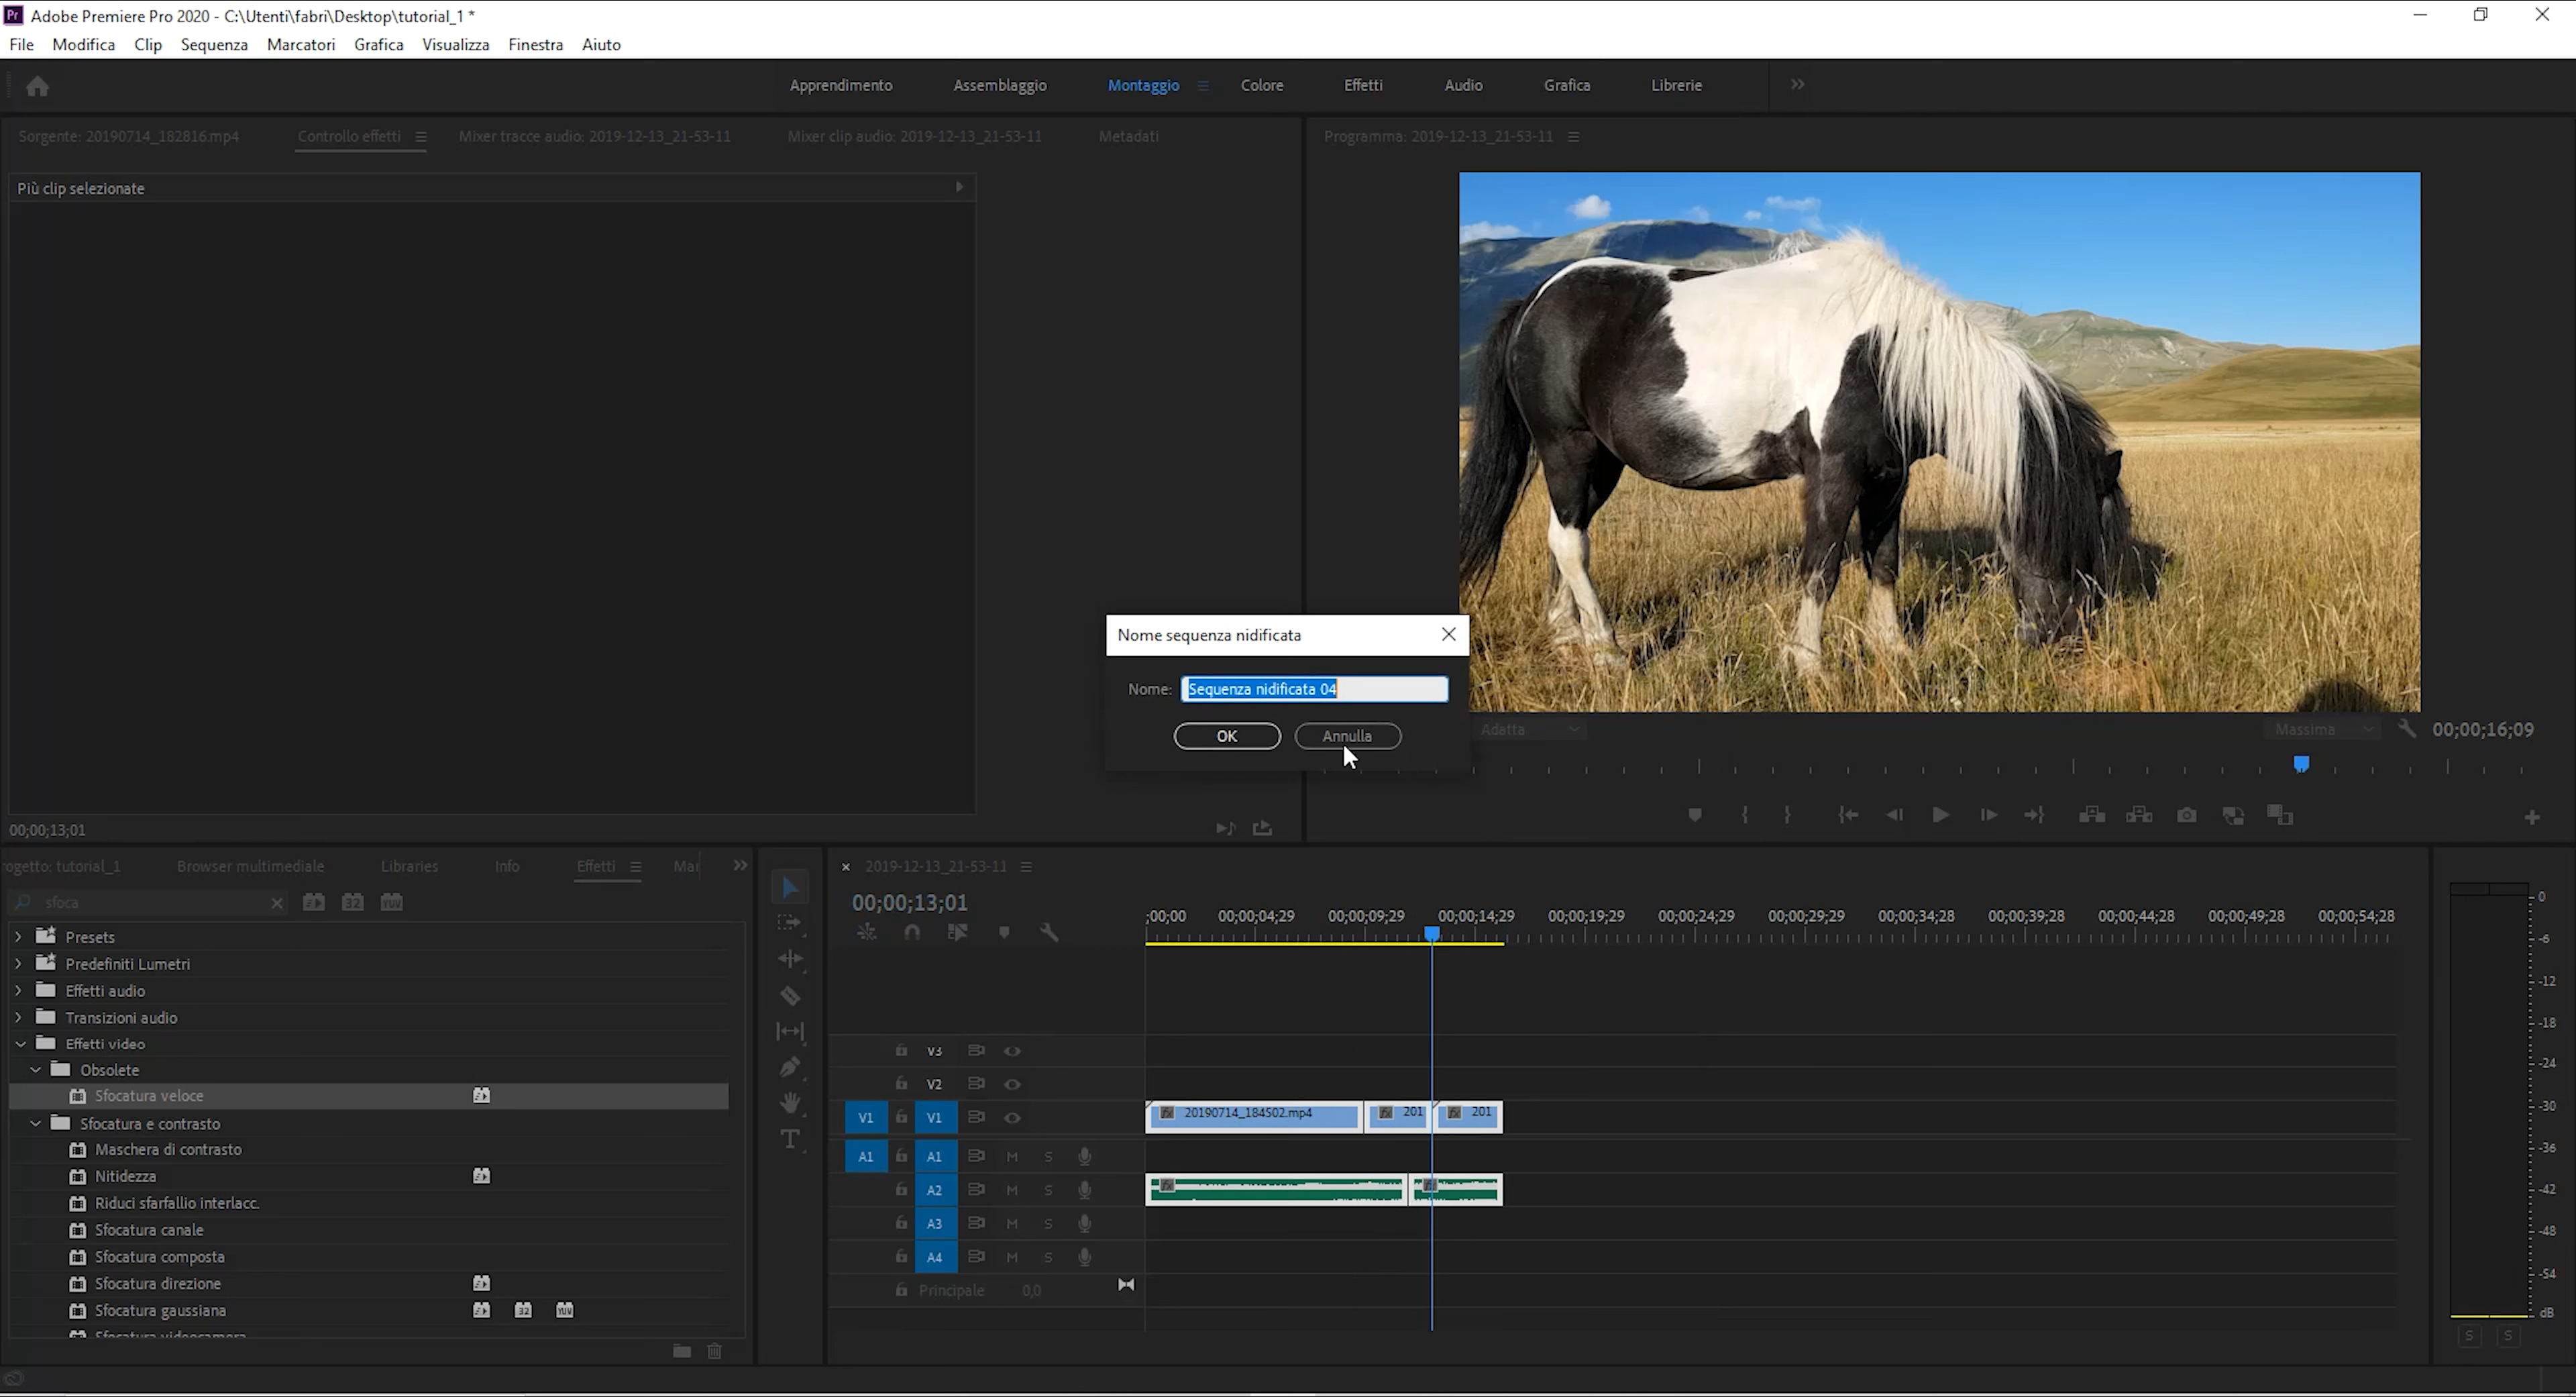 Adobe Premiere Pro 2020 - C:\Utenti\fabri\Desktop\tutorial_1 *
File Modifica Clip Sequenza Marcatori Grafica Visualizza Finestra Aiuto
Apprendimento Assemblaggio Montaggio Colore Effetti Audio Grafica Librerie
Sorgente: 20190714_182816.mp4 Controllo effetti Mixer tracce audio: 2019-12-13_21-53-11 Mixer clip audio: 2019-12-13_21-53-11 Metadati
Programma: 2019-12-13_21-53-11
Più clip selezionate
Nome sequenza nidificata
Nome: Sequenza nidificata 04
OK Annulla
Adatta Massima 00;00;16;09
00;00;13;01
rogetto: tutorial_1 Browser multimediale Libraries Info Effetti Mar
sfoca
32
YUV
Presets
Predefiniti Lumetri
Effetti audio
Transizioni audio
Effetti video
Obsolete
Sfocatura veloce
Sfocatura e contrasto
Maschera di contrasto
Nitidezza
Riduci sfarfallio interlacc.
Sfocatura canale
Sfocatura composta
Sfocatura direzione
Sfocatura gaussiana
32
YUV
Sfocatura videocamera
2019-12-13_21-53-11
00;00;13;01
;00;00 00;00;04;29 00;00;09;29 00;00;14;29 00;00;19;29 00;00;24;29 00;00;29;29 00;00;34;28 00;00;39;28 00;00;44;28 00;00;49;28 00;00;54;28
V3
V2
V1 V1 20190714_184502.mp4 201 201
A1 A1 M S
A2 M S
A3 M S
A4 M S
Principale 0,0
0
-6
-12
-18
-24
-30
-36
-42
-48
-54
dB
S S